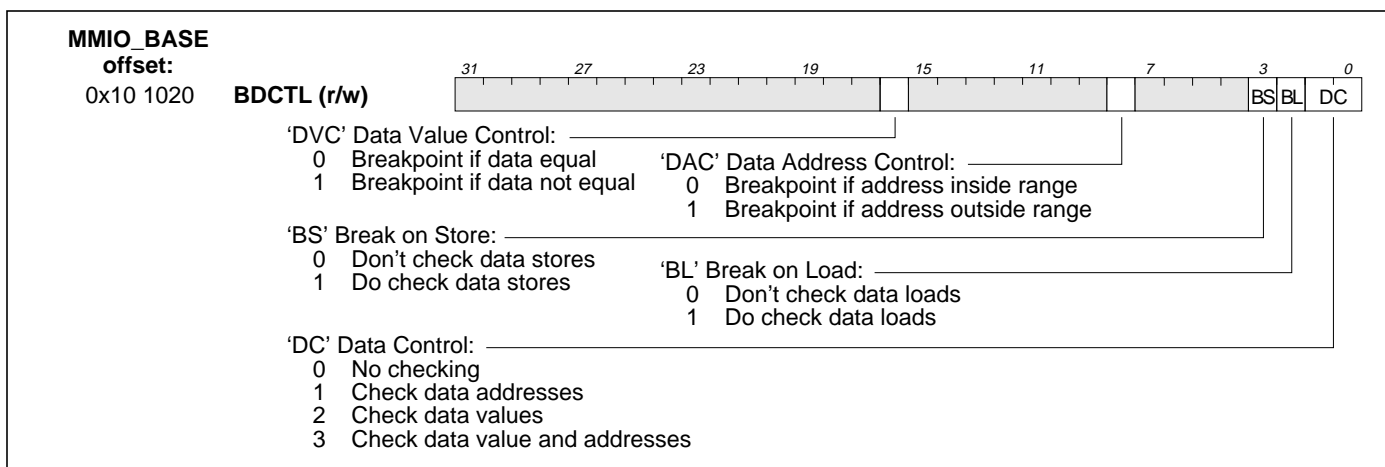 MMIO_BASE
offset:
31 27 23 19 15 11 7 3 0
0x10 1020 BDCTL (r/w) BS BL DC
‘DVC’ Data Value Control:
0 Breakpoint if data equal
1 Breakpoint if data not equal
‘DAC’ Data Address Control:
0 Breakpoint if address inside range
1 Breakpoint if address outside range
‘BS’ Break on Store:
0 Don’t check data stores
1 Do check data stores
‘BL’ Break on Load:
0 Don’t check data loads
1 Do check data loads
‘DC’ Data Control:
0 No checking
1 Check data addresses
2 Check data values
3 Check data value and addresses